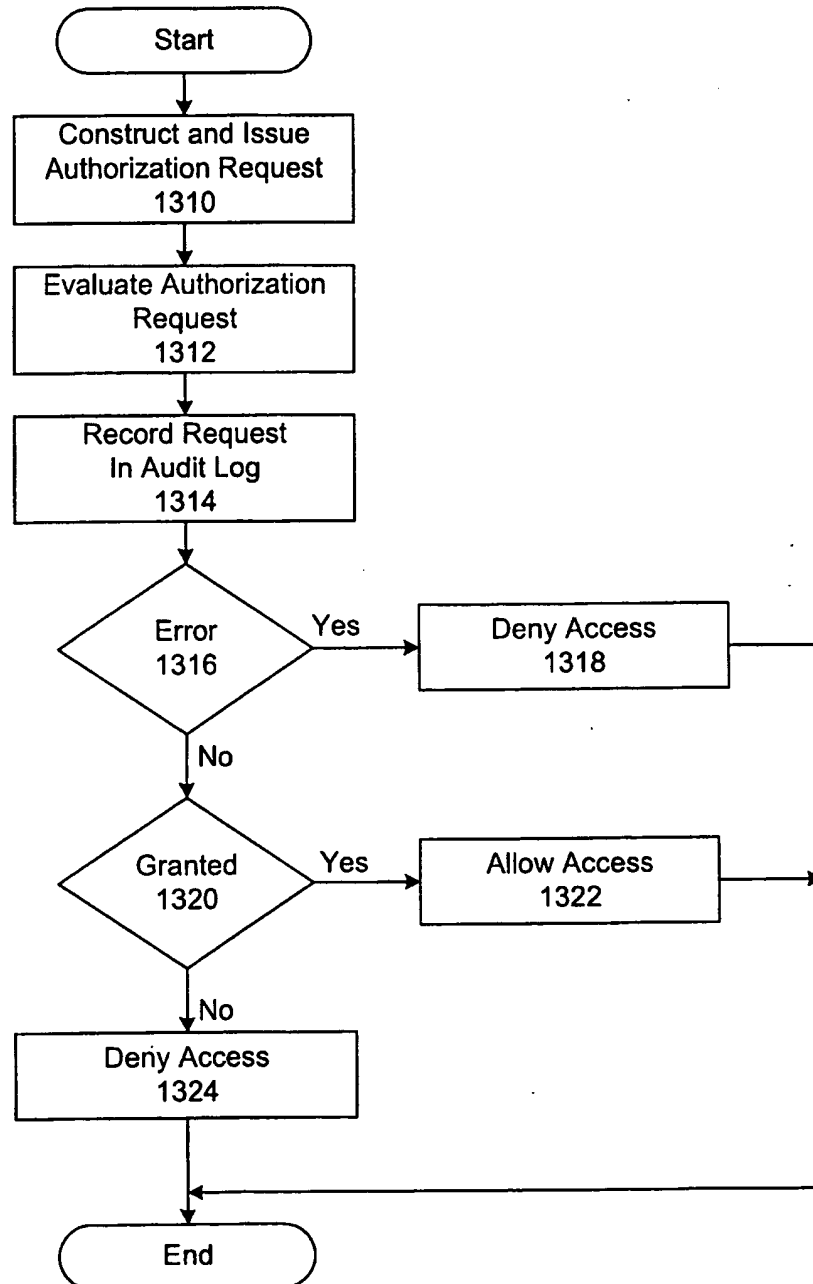 Start
Construct and Issue
Authorization Request
1310
Evaluate Authorization
Request
1312
Record Request
In Audit Log
1314
Error
1316
Yes
Deny Access
1318
No
Granted
1320
Yes
Allow Access
1322
No
Deny Access
1324
End